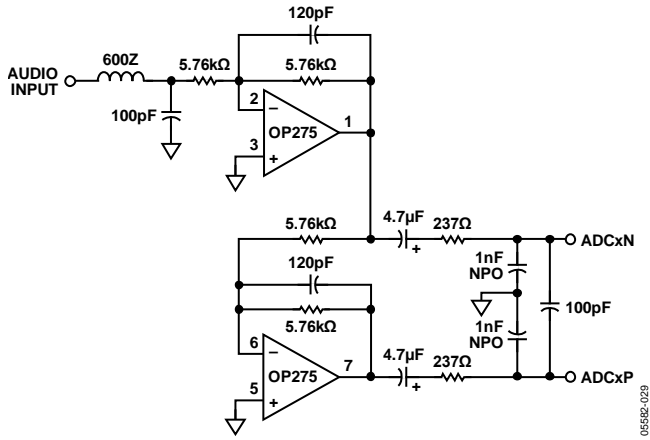 120pF
600Z
5.76kΩ
5.76kΩ
AUDIO
INPUT
100pF
2
–
OP275
1
3
+
5.76kΩ
4.7µF
+
237Ω
ADCxN
120pF
1nF
NPO
5.76kΩ
100pF
1nF
NPO
6
–
OP275
7
4.7µF
+
237Ω
ADCxP
5
+
05582-029